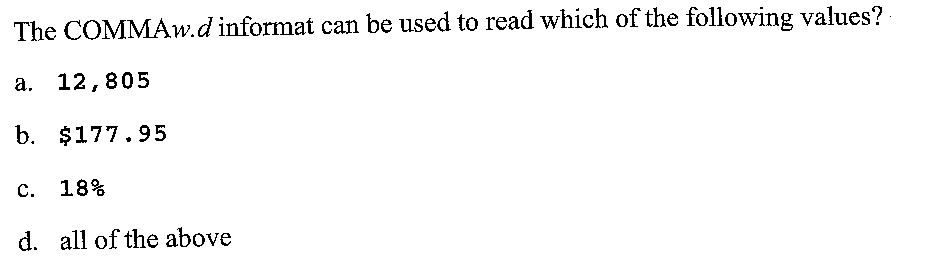 The COMMAw.d informat can be used to read which of the following values?
a. 12,805
b. $177.95
c. 18%
d. all of the above